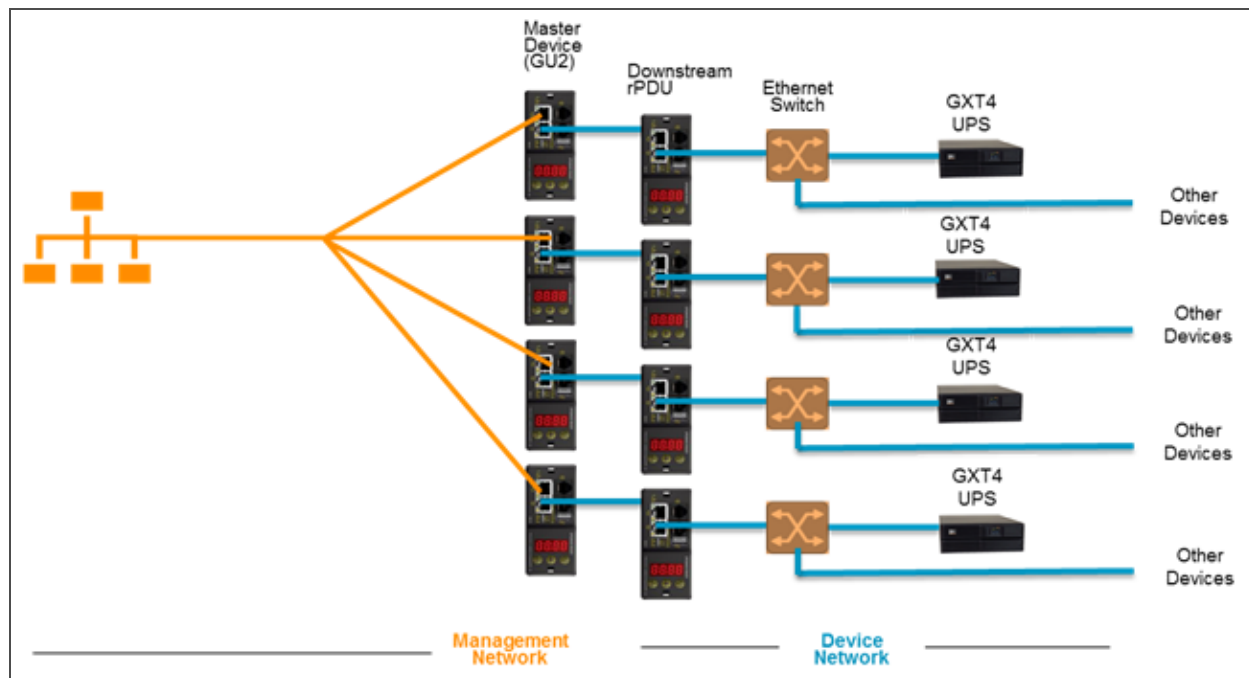 Master
Device
(GU2)
Downstream
rPDU
Ethernet
Switch
GXT4
UPS
Other
Devices
GXT4
UPS
Other
Devices
GXT4
UPS
Other
Devices
GXT4
UPS
Other
Devices
Management
Network
Device
Network